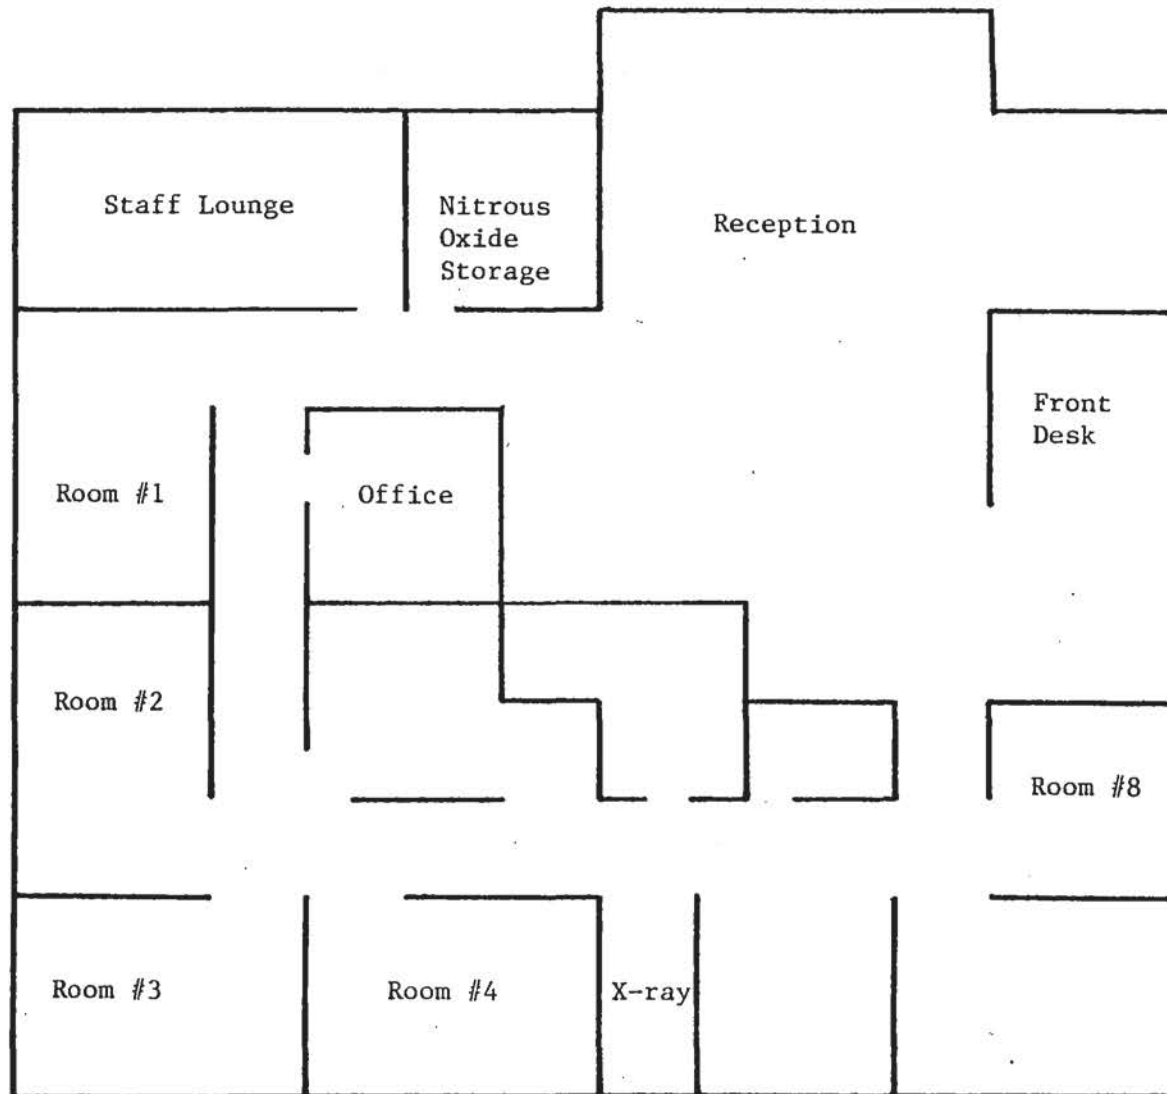 Staff Lounge
Nitrous
Oxide
Storage
Reception
Front
Desk
Room #1
Office
Room #2
Room #8
Room #3
Room #4
X-ray